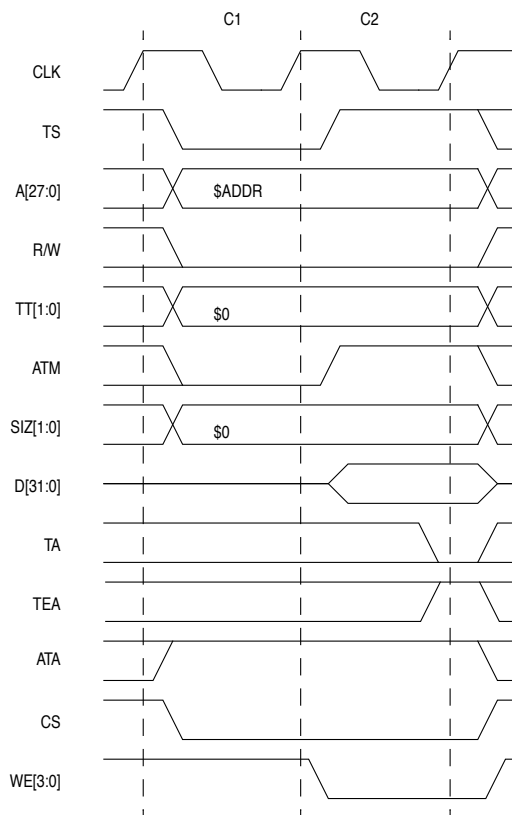 C1 C2
CLK
TS
A[27:0] $ADDR
R/W
TT[1:0] $0
ATM
SIZ[1:0] $0
D[31:0]
TA
TEA
ATA
CS
WE[3:0]